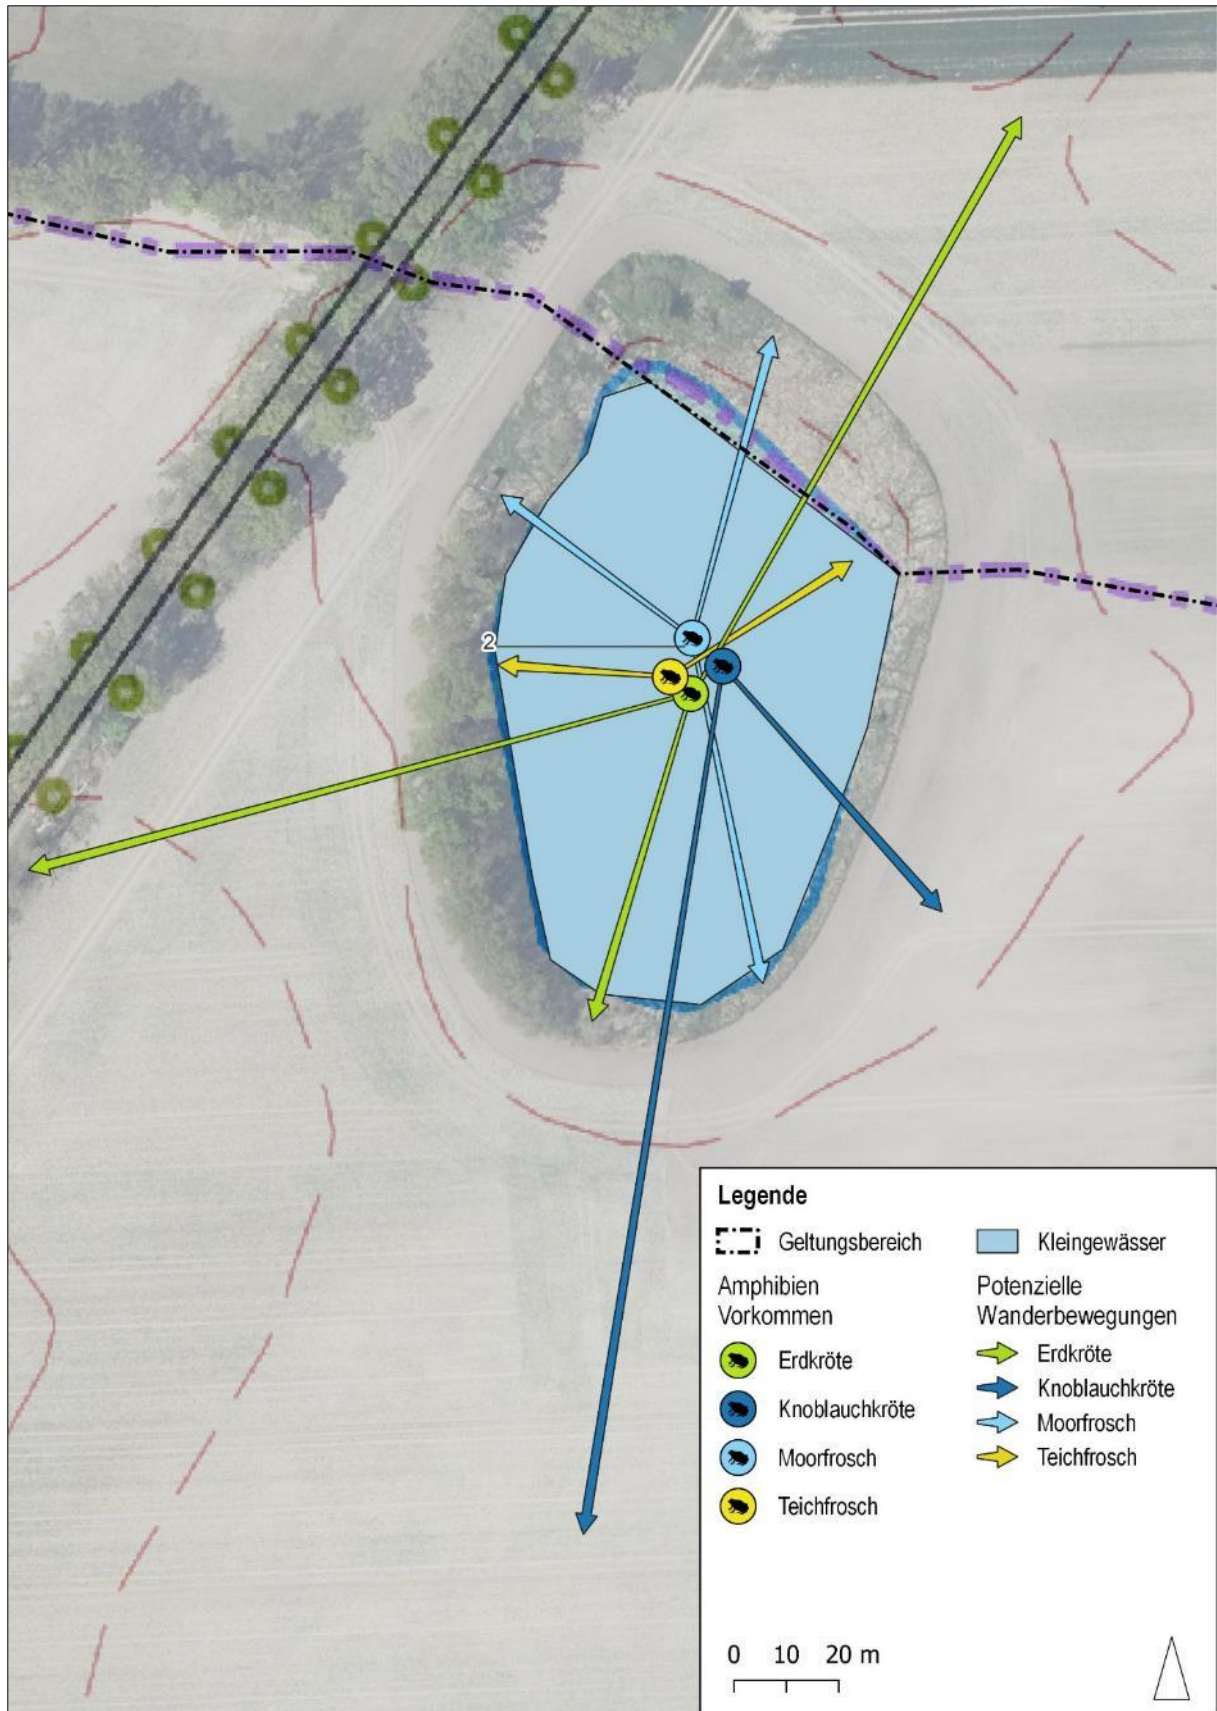 2
Legende
Geltungsbereich
Kleingewässer
Amphibien
Vorkommen
Erdkröte
Knoblauchkröte
Moorfrosch
Teichfrosch
Potenzielle
Wanderbewegungen
Erdkröte
Knoblauchkröte
Moorfrosch
Teichfrosch
0 10 20 m